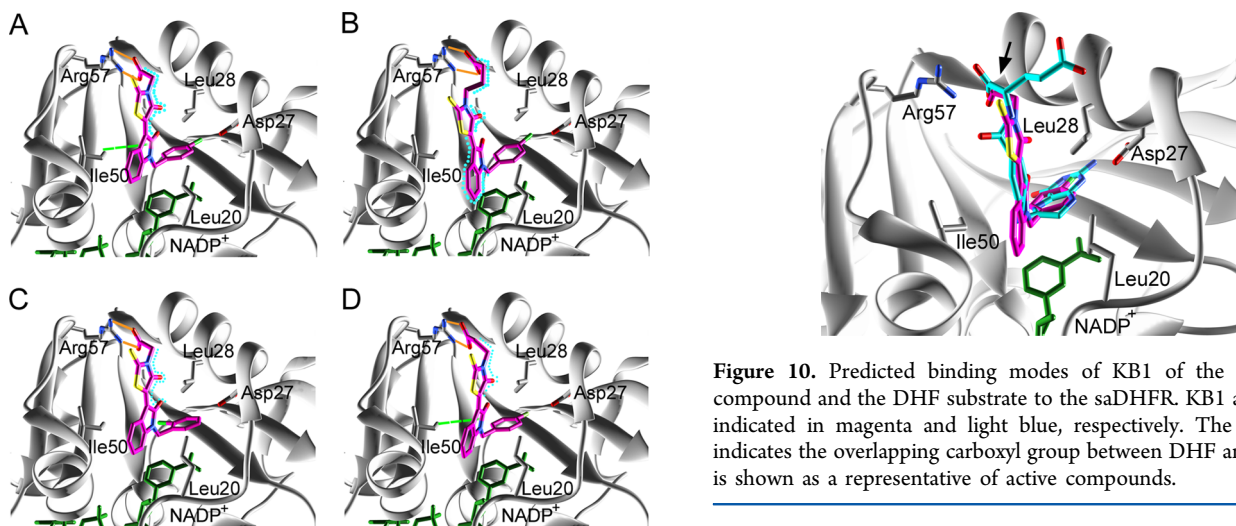 A
Arg57
Leu28
Asp27
Ile50
Leu20
NADP+
B
Arg57
Leu28
Asp27
Ile50
Leu20
NADP+
C
Arg57
Leu28
Asp27
Ile50
Leu20
NADP+
D
Arg57
Leu28
Asp27
Ile50
Leu20
NADP+
Arg57
Leu28
Asp27
Ile50
Leu20
NADP+
Figure 10. Predicted binding modes of KB1 of the
compound and the DHF substrate to the saDHFR. KB1 a
indicated in magenta and light blue, respectively. The
indicates the overlapping carboxyl group between DHF ar
is shown as a representative of active compounds.